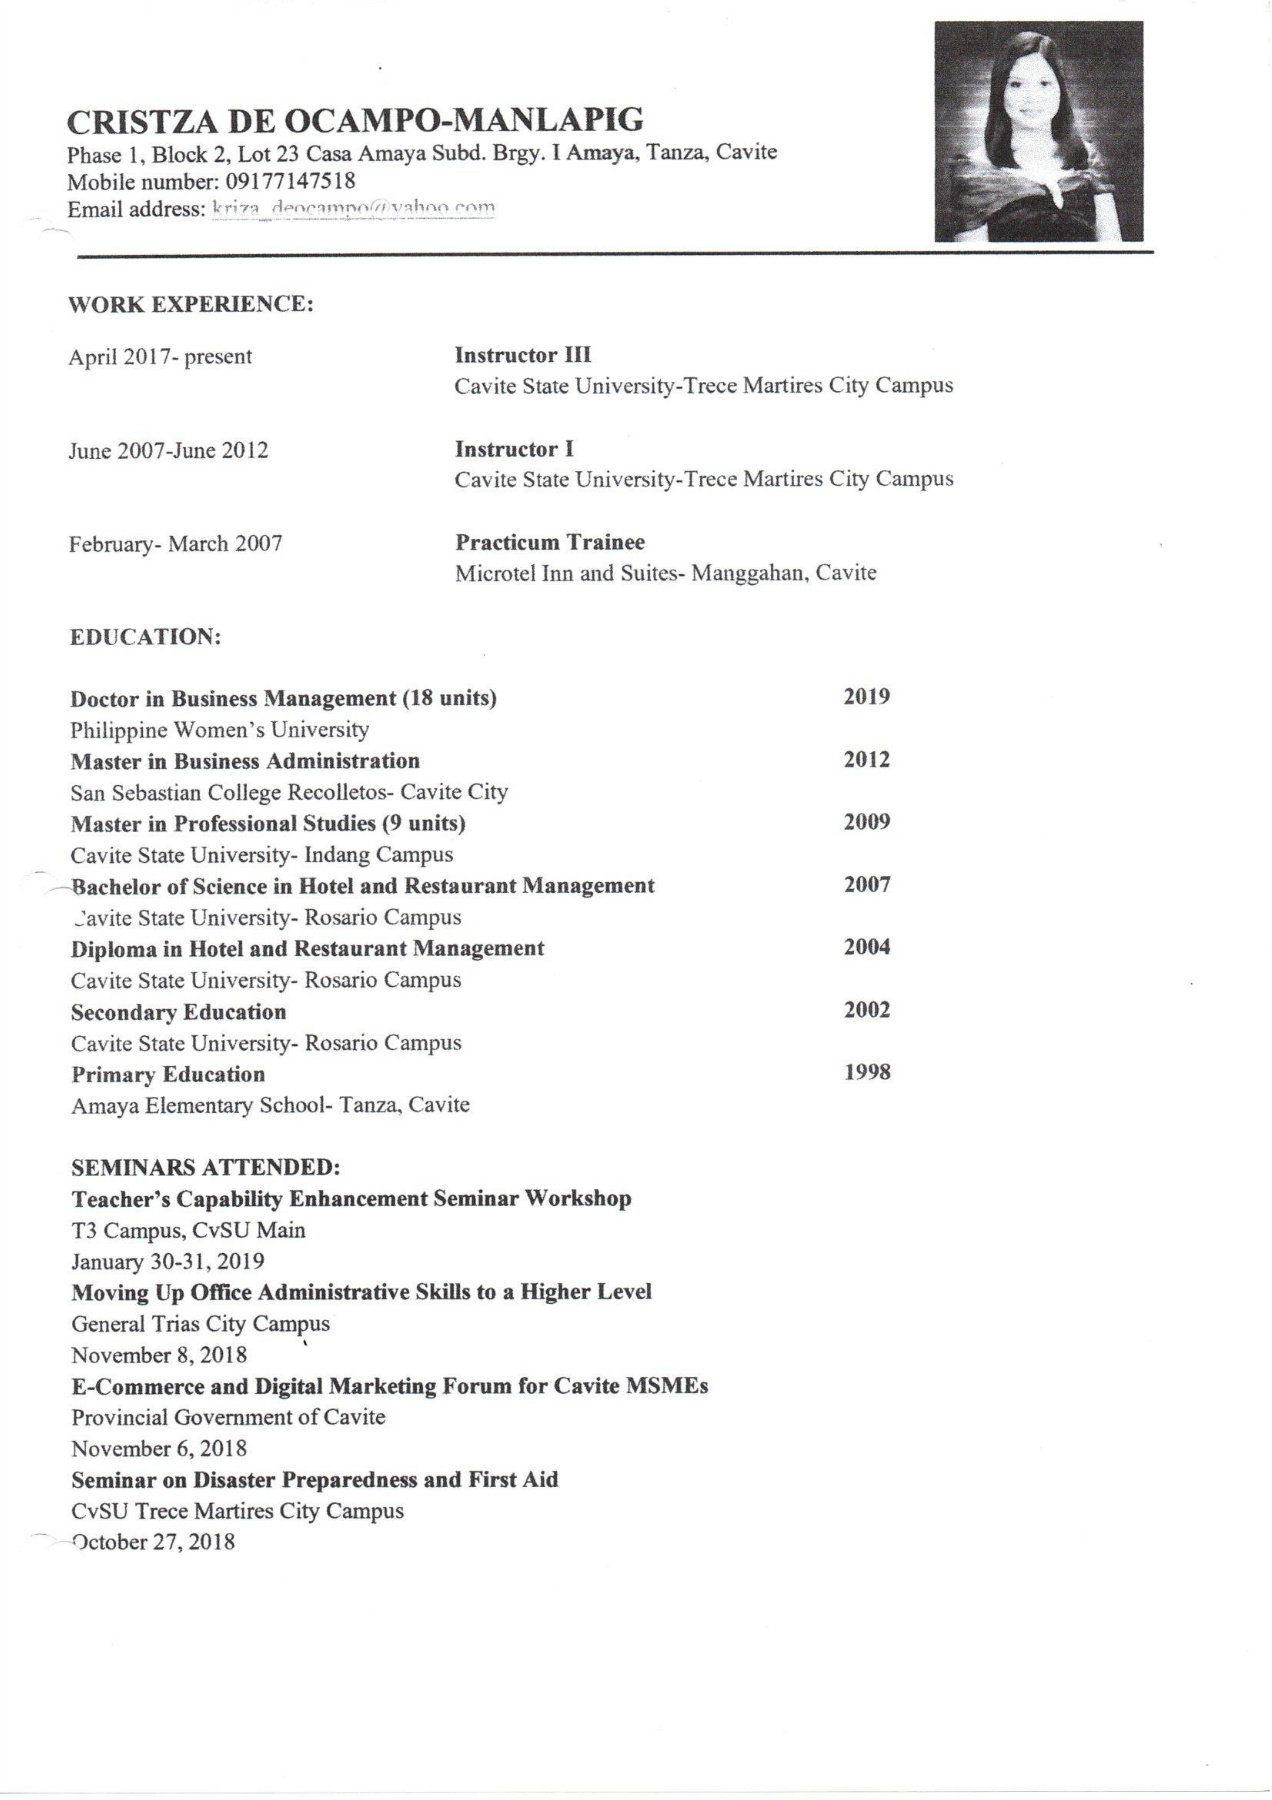 CRISTZA DE OCAMPO-MANLAPIG
Phase 1, Block 2, Lot 23 Casa Amaya Subd. Brgy. I Amaya, Tanza, Cavite
Mobile number: 09177147518
Email address: kriza_deocampo@yahoo.com
WORK EXPERIENCE:
April 2017- present Instructor III
Cavite State University-Trece Martires City Campus
June 2007-June 2012 Instructor I
Cavite State University-Trece Martires City Campus
February- March 2007 Practicum Trainee
Microtel Inn and Suites- Manggahan, Cavite
EDUCATION:
Doctor in Business Management (18 units) 2019
Philippine Women's University
Master in Business Administration 2012
San Sebastian College Recolletos- Cavite City
Master in Professional Studies (9 units) 2009
Cavite State University- Indang Campus
Bachelor of Science in Hotel and Restaurant Management 2007
Cavite State University- Rosario Campus
Diploma in Hotel and Restaurant Management 2004
Cavite State University- Rosario Campus
Secondary Education 2002
Cavite State University- Rosario Campus
Primary Education 1998
Amaya Elementary School- Tanza, Cavite
SEMINARS ATTENDED:
Teacher's Capability Enhancement Seminar Workshop
T3 Campus, CvSU Main
January 30-31, 2019
Moving Up Office Administrative Skills to a Higher Level
General Trias City Campus
November 8, 2018
E-Commerce and Digital Marketing Forum for Cavite MSMEs
Provincial Government of Cavite
November 6, 2018
Seminar on Disaster Preparedness and First Aid
CvSU Trece Martires City Campus
October 27, 2018